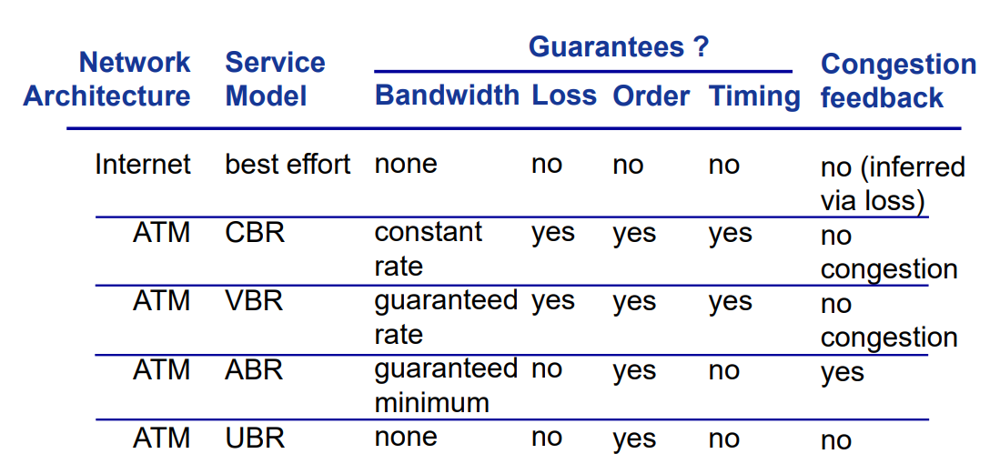 Guarantees ?
Network Service Congestion
Architecture Model Bandwidth Loss Order Timing feedback
Internet best effort none no no no no (inferred
via loss)
ATM CBR constant yes yes yes no
rate congestion
ATM VBR guaranteed yes yes yes no
rate congestion
ATM ABR guaranteed no yes no yes
minimum
ATM UBR none no yes no no